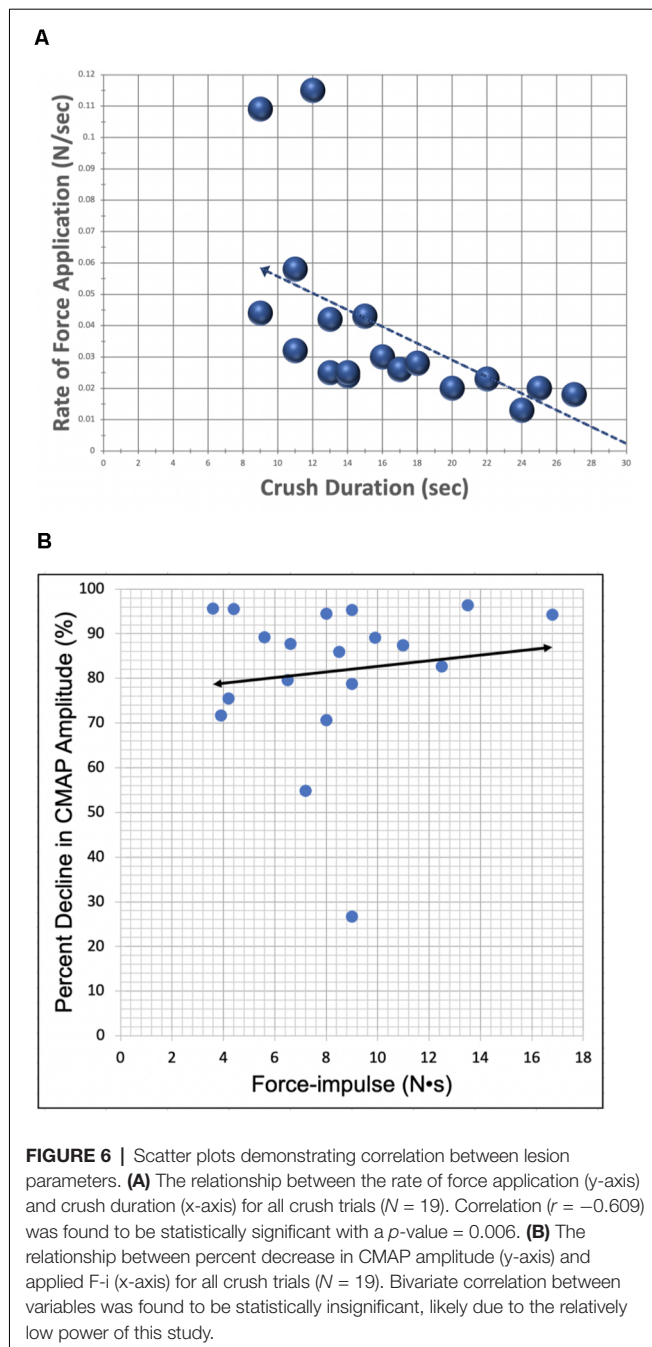 A
Rate of Force Application (N/sec)
0.12
0.11
0.1
0.09
0.08
0.07
0.06
0.05
0.04
0.03
0.02
0.01
0
0 2 4 6 8 10 12 14 16 18 20 22 24 26 28 30
Crush Duration (sec)
B
Percent Decline in CMAP Amplitude (%)
100
90
80
70
60
50
40
30
20
10
0
0 2 4 6 8 10 12 14 16 18
Force-impulse (N•s)
FIGURE 6 | Scatter plots demonstrating correlation between lesion
parameters. (A) The relationship between the rate of force application (y-axis)
and crush duration (x-axis) for all crush trials (N = 19). Correlation (r = −0.609)
was found to be statistically significant with a p-value = 0.006. (B) The
relationship between percent decrease in CMAP amplitude (y-axis) and
applied F-i (x-axis) for all crush trials (N = 19). Bivariate correlation between
variables was found to be statistically insignificant, likely due to the relatively
low power of this study.